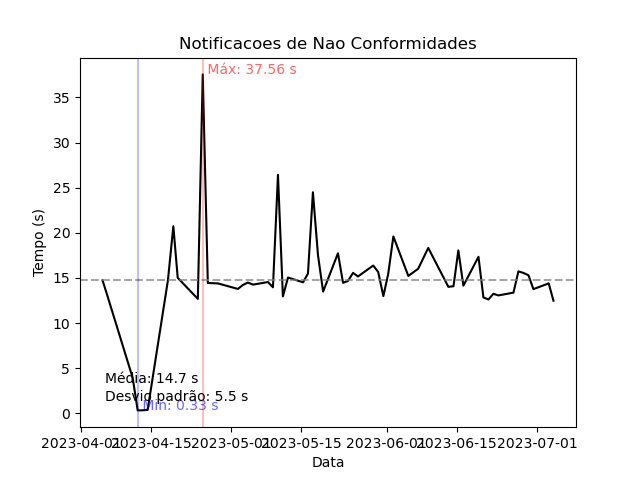 Notificacoes de Nao Conformidades
Máx: 37.56 s
35
30
25
20
15
10
5
0
Tempo (s)
Média: 14.7 s
Desvio padrão: 5.5 s
Mín: 0.33 s
2023-04-01 2023-04-15 2023-05-01 2023-05-15 2023-06-01 2023-06-15 2023-07-01
Data